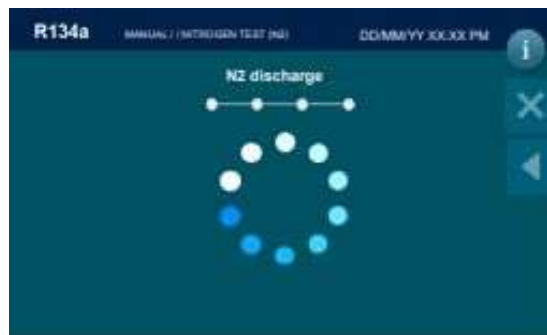 R134a MANUAL / (NITROGEN TEST (N2) DD/MM/YY XX:XX PM
i
N2 discharge